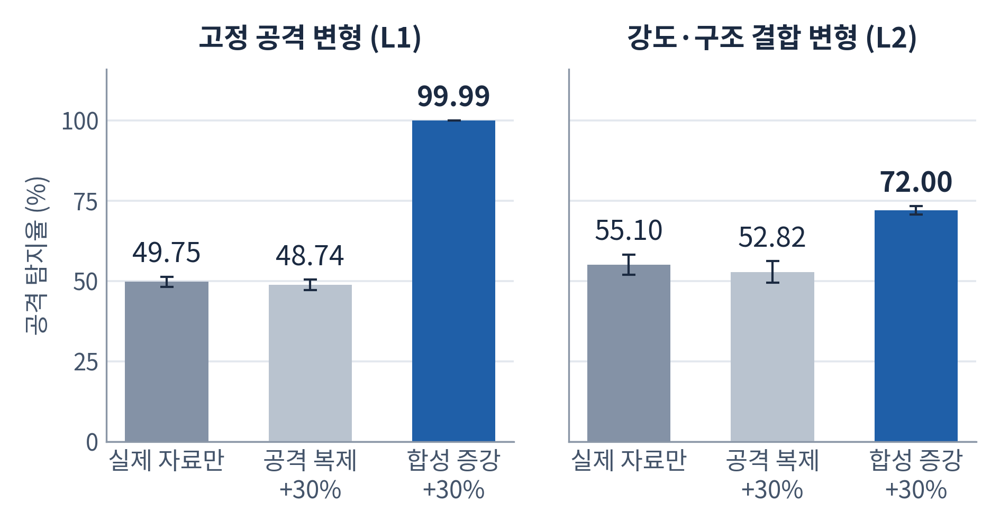 고정 공격 변형 (L1)
공격 탐지율 (%)
100
75
50
25
0
49.75
48.74
99.99
실제 자료만
공격 복제
+30%
합성 증강
+30%
강도·구조 결합 변형 (L2)
55.10
52.82
72.00
실제 자료만
공격 복제
+30%
합성 증강
+30%